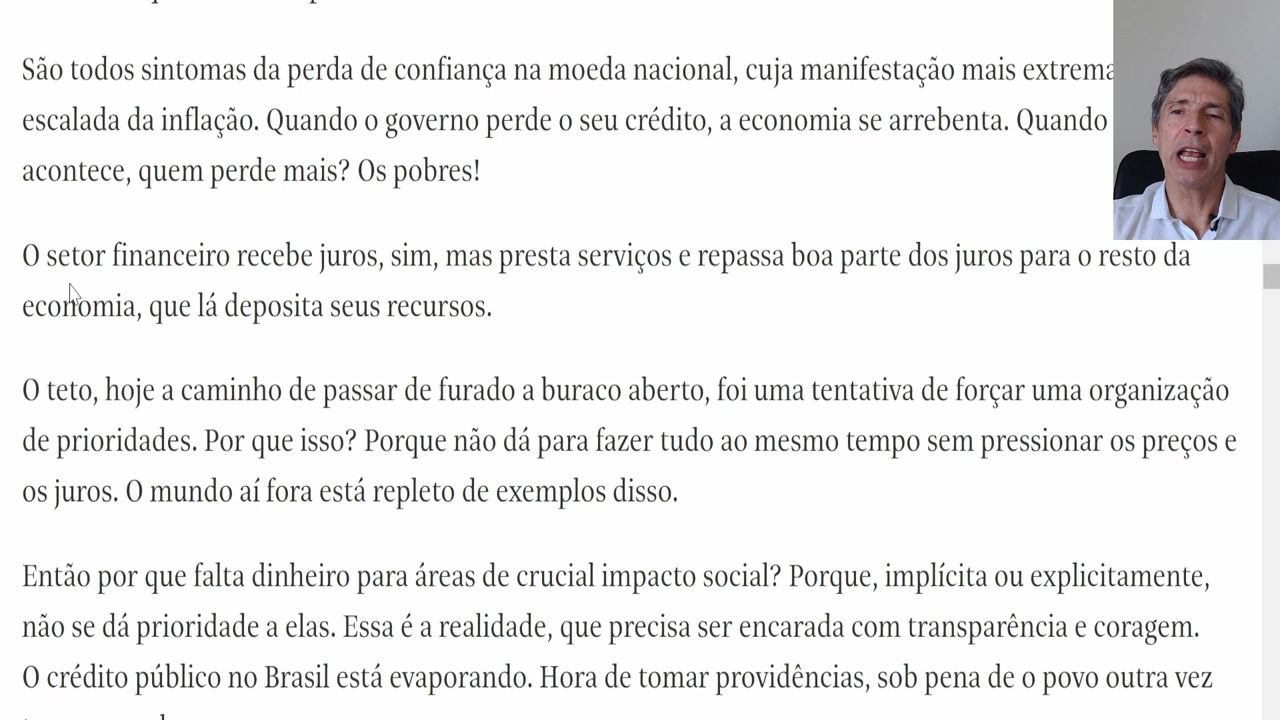 São todos sintomas da perda de confiança na moeda nacional, cuja manifestação mais extrema
escalada da inflação. Quando o governo perde o seu crédito, a economia se arrebenta. Quando
acontece, quem perde mais? Os pobres!
O setor financeiro recebe juros, sim, mas presta serviços e repassa boa parte dos juros para o resto da
economia, que lá deposita seus recursos.
O teto, hoje a caminho de passar de furado a buraco aberto, foi uma tentativa de forçar uma organização
de prioridades. Por que isso? Porque não dá para fazer tudo ao mesmo tempo sem pressionar os preços e
os juros. O mundo aí fora está repleto de exemplos disso.
Então por que falta dinheiro para áreas de crucial impacto social? Porque, implícita ou explicitamente,
não se dá prioridade a elas. Essa é a realidade, que precisa ser encarada com transparência e coragem.
O crédito público no Brasil está evaporando. Hora de tomar providências, sob pena de o povo outra vez